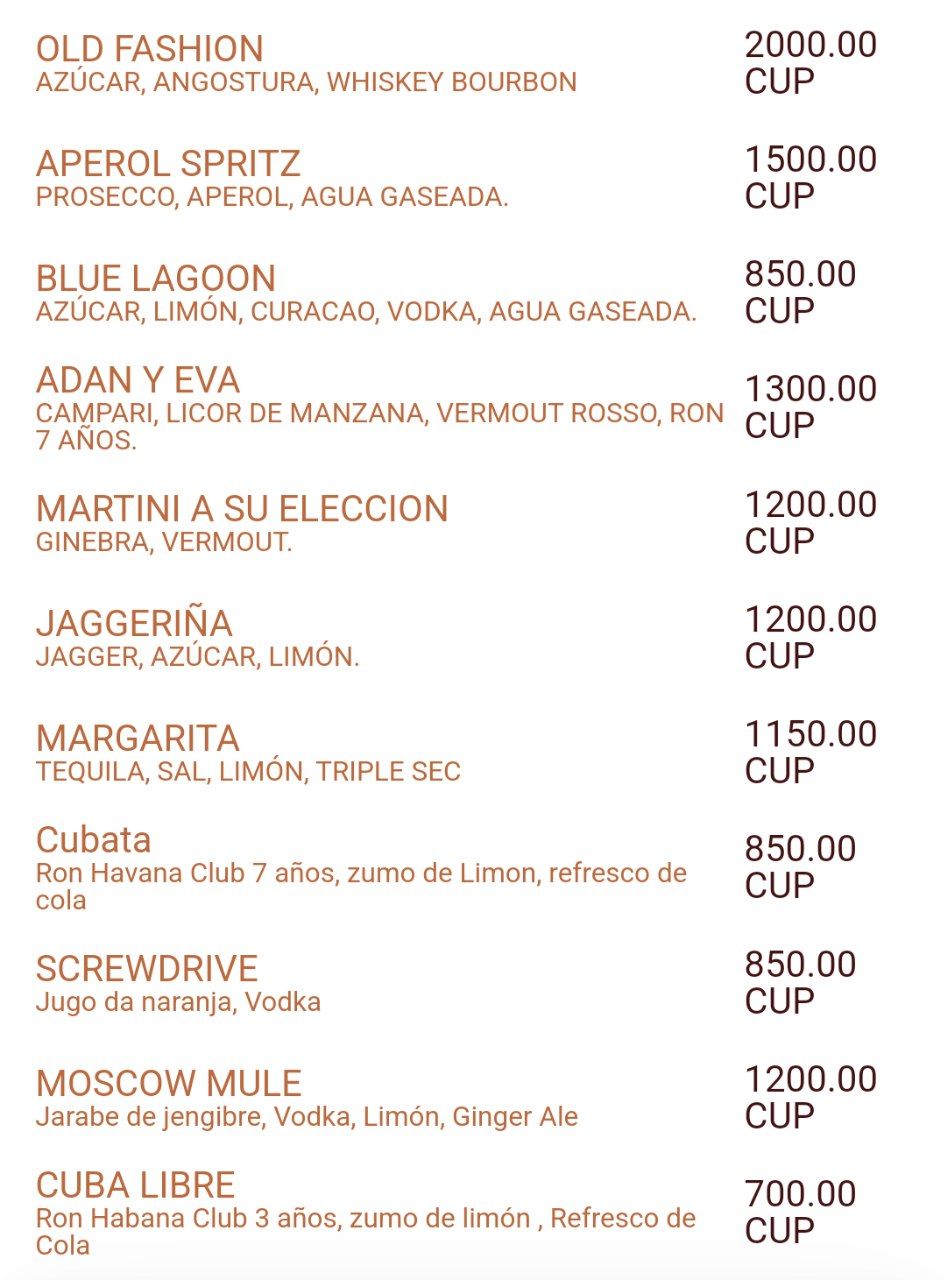 OLD FASHION
AZÚCAR, ANGOSTURA, WHISKEY BOURBON
2000.00
CUP
APEROL SPRITZ
PROSECCO, APEROL, AGUA GASEADA.
1500.00
CUP
BLUE LAGOON
AZÚCAR, LIMÓN, CURACAO, VODKA, AGUA GASEADA.
850.00
CUP
ADAN Y EVA
CAMPARI, LICOR DE MANZANA, VERMOUT ROSSO, RON
7 AÑOS.
1300.00
CUP
MARTINI A SU ELECCION
GINEBRA, VERMOUT.
1200.00
CUP
JAGGERIÑA
JAGGER, AZÚCAR, LIMÓN.
1200.00
CUP
MARGARITA
TEQUILA, SAL, LIMÓN, TRIPLE SEC
1150.00
CUP
Cubata
Ron Havana Club 7 años, zumo de Limon, refresco de
cola
850.00
CUP
SCREWDRIVE
Jugo da naranja, Vodka
850.00
CUP
MOSCOW MULE
Jarabe de jengibre, Vodka, Limón, Ginger Ale
1200.00
CUP
CUBA LIBRE
Ron Habana Club 3 años, zumo de limón , Refresco de
Cola
700.00
CUP